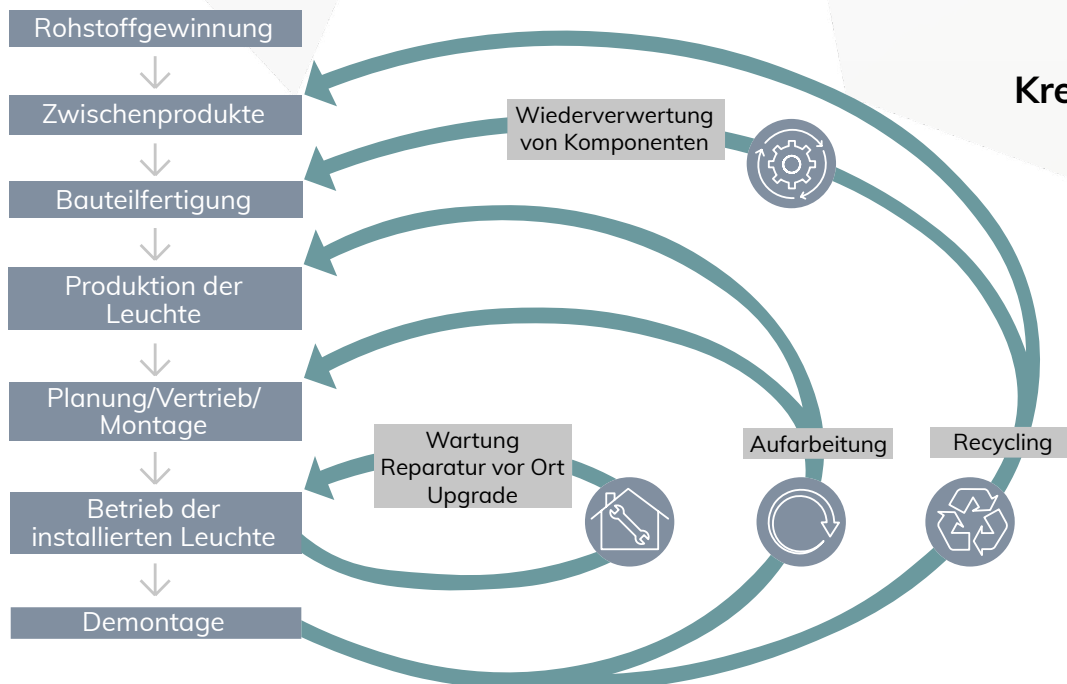 Rohstoffgewinnung
Zwischenprodukte
Bauteilfertigung
Produktion der
Leuchte
Planung/Vertrieb/
Montage
Betrieb der
installierten Leuchte
Demontage
Wartung
Reparatur vor Ort
Upgrade
Wiederverwertung
von Komponenten
Aufarbeitung
Recycling
Kre